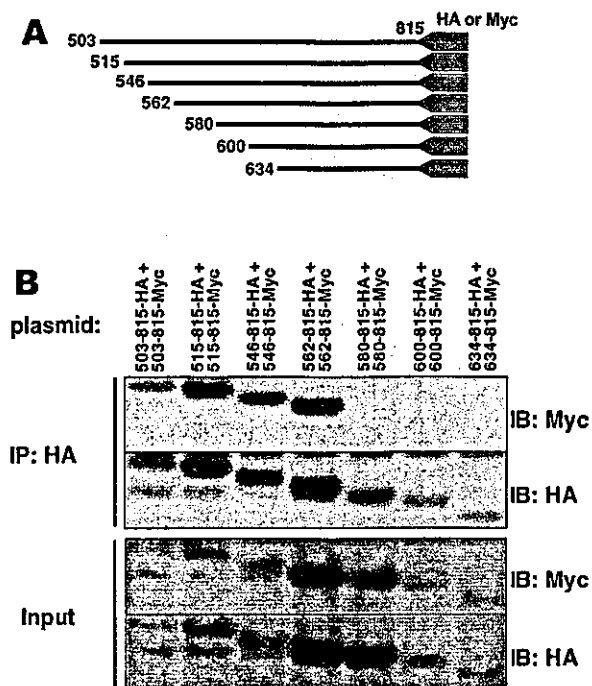 A
HA or Myc
815
503
515
546
562
580
600
634
B
plasmid:
503-815-HA +
503-815-Myc
515-815-HA +
515-815-Myc
546-815-HA +
546-815-Myc
562-815-HA +
562-815-Myc
580-815-HA +
580-815-Myc
600-815-HA +
600-815-Myc
634-815-HA +
634-815-Myc
IP: HA
IB: Myc
IB: HA
Input
IB: Myc
IB: HA